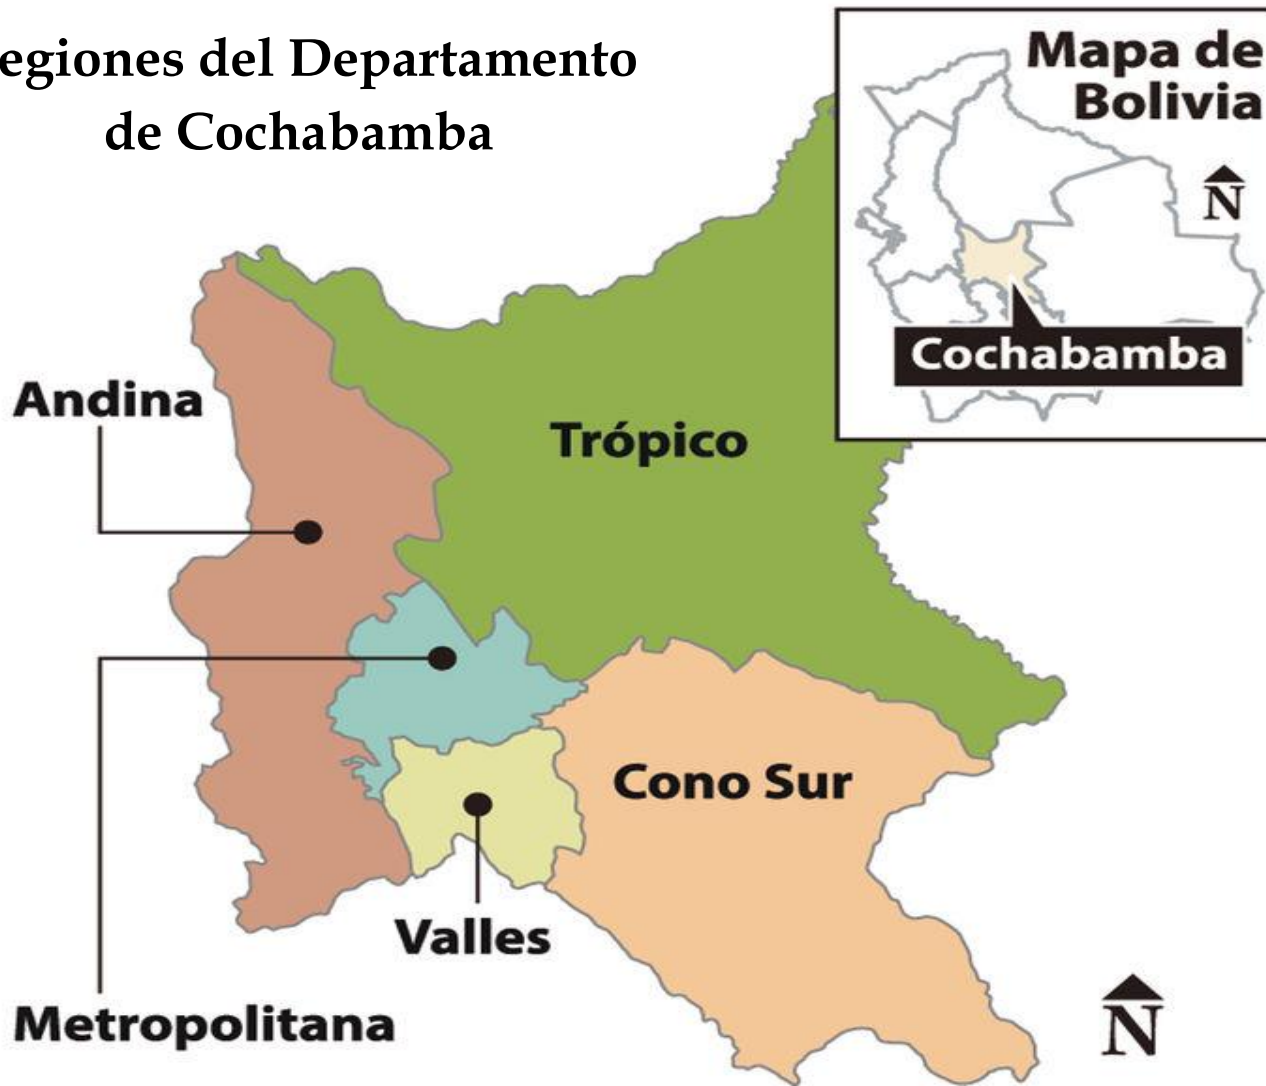 egiones del Departamento
de Cochabamba
Mapa de
Bolivia
N
Cochabamba
Andina
Trópico
Cono Sur
Valles
Metropolitana
N